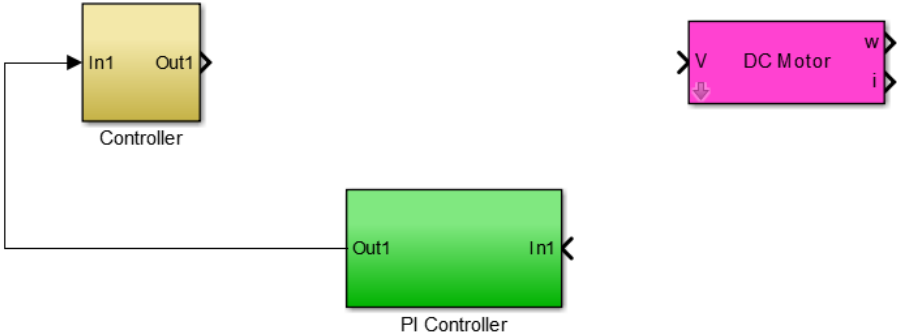 In1 Out1
Controller
V DC Motor w
i
Out1 In1
PI Controller